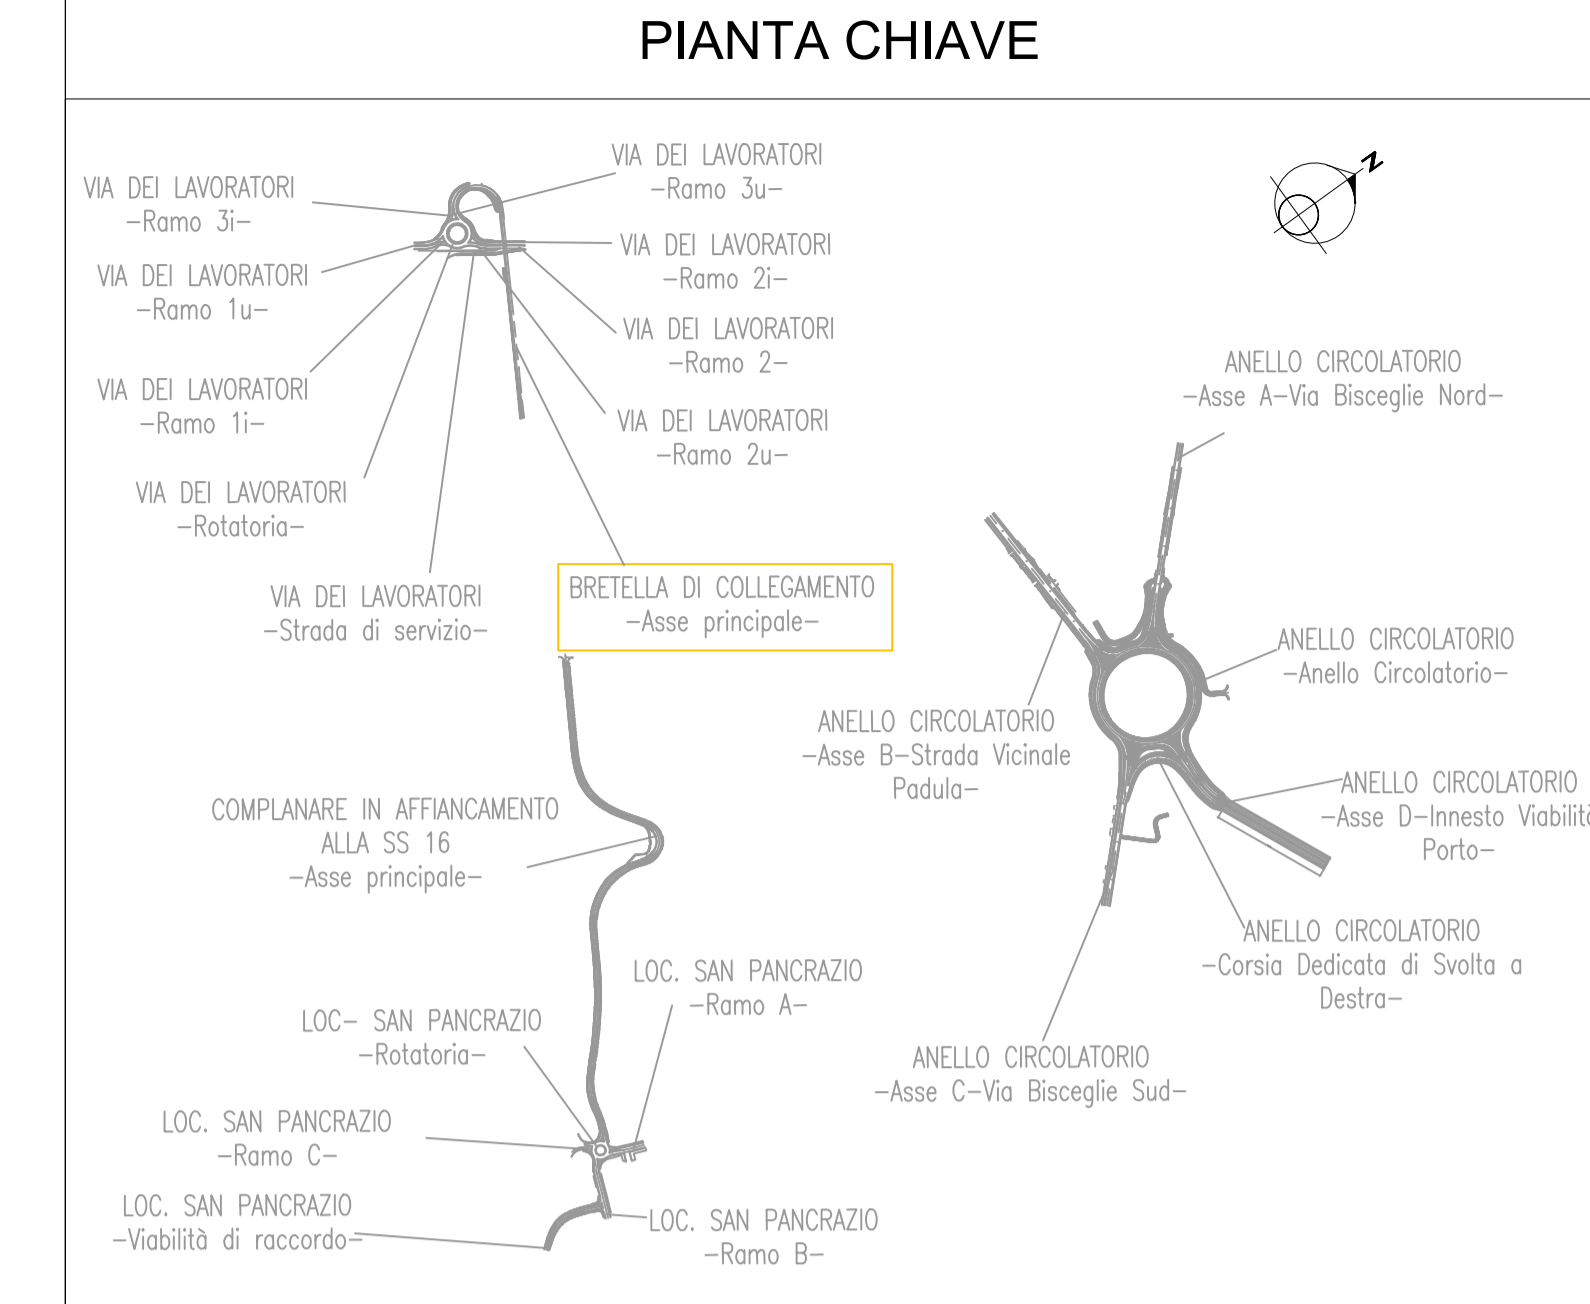 PIANTA CHIAVE
VIA DEI LAVORATORI
-Ramo 3i-
VIA DEI LAVORATORI
-Ramo 3u-
N
VIA DEI LAVORATORI
-Ramo 1u-
VIA DEI LAVORATORI
-Ramo 2i-
VIA DEI LAVORATORI
-Ramo 2-
VIA DEI LAVORATORI
-Ramo 1i-
VIA DEI LAVORATORI
-Ramo 2u-
VIA DEI LAVORATORI
-Rotatoria-
VIA DEI LAVORATORI
-Strada di servizio-
BRETELLA DI COLLEGAMENTO
-Asse principale-
ANELLO CIRCOLATORIO
-Asse A-Via Bisceglie Nord-
ANELLO CIRCOLATORIO
-Anello Circolatorio-
ANELLO CIRCOLATORIO
-Asse B-Strada Vicinale
Padula-
ANELLO CIRCOLATORIO
-Asse D-Innesto Viabilità
Porto-
COMPLANARE IN AFFIANCAMENTO
ALLA SS 16
-Asse principale-
ANELLO CIRCOLATORIO
-Corsia Dedicata di Svolta a
Destra-
LOC. SAN PANCRAZIO
-Ramo A-
LOC- SAN PANCRAZIO
-Rotatoria-
ANELLO CIRCOLATORIO
-Asse C-Via Bisceglie Sud-
LOC. SAN PANCRAZIO
-Ramo C-
LOC. SAN PANCRAZIO
-Viabilità di raccordo-
LOC. SAN PANCRAZIO
-Ramo B-